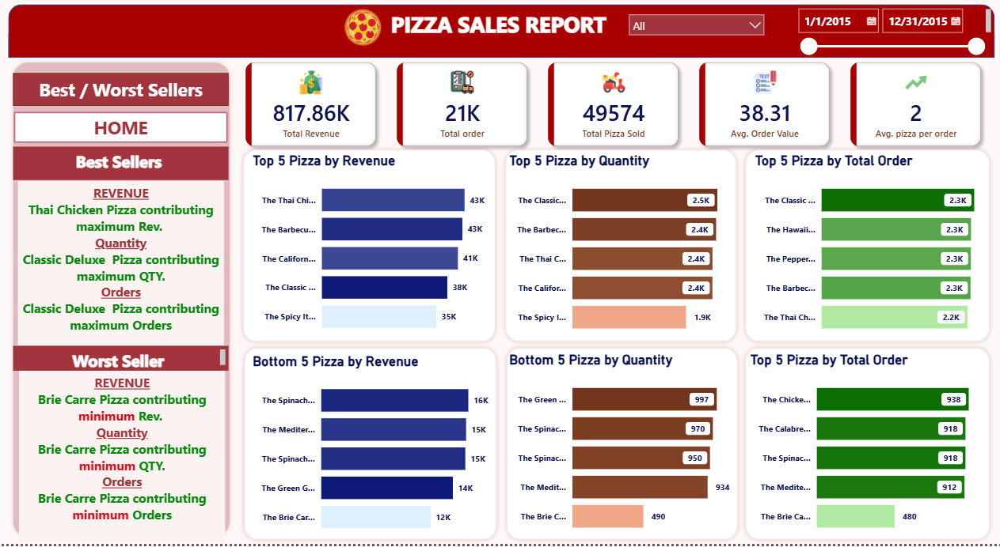 PIZZA SALES REPORT
All
1/1/2015
12/31/2015
Best / Worst Sellers
HOME
Best Sellers
REVENUE
Thai Chicken Pizza contributing
maximum Rev.
Quantity
Classic Deluxe Pizza contributing
maximum QTY.
Orders
Classic Deluxe Pizza contributing
maximum Orders
Worst Seller
REVENUE
Brie Carre Pizza contributing
minimum Rev.
Quantity
Brie Carre Pizza contributing
minimum QTY.
Orders
Brie Carre Pizza contributing
minimum Orders
817.86K
Total Revenue
21K
Total order
49574
Total Pizza Sold
TEST
38.31
Avg. Order Value
2
Avg. pizza per order
Top 5 Pizza by Revenue
The Thai Chi... 43K
The Barbecu... 43K
The Californ... 41K
The Classic ... 38K
The Spicy It... 35K
Top 5 Pizza by Quantity
The Classic... 2.5K
The Barbec... 2.4K
The Thai C... 2.4K
The Califor... 2.4K
The Spicy I... 1.9K
Top 5 Pizza by Total Order
The Classic ... 2.3K
The Hawaii... 2.3K
The Pepper... 2.3K
The Barbec... 2.3K
The Thai Ch... 2.2K
Bottom 5 Pizza by Revenue
The Spinach... 16K
The Mediter... 15K
The Spinach... 15K
The Green G... 14K
The Brie Car... 12K
Bottom 5 Pizza by Quantity
The Green ... 997
The Spinac... 970
The Spinac... 950
The Medit... 934
The Brie C... 490
Top 5 Pizza by Total Order
The Chicke... 938
The Calabre... 918
The Spinac... 918
The Medite... 912
The Brie Ca... 480